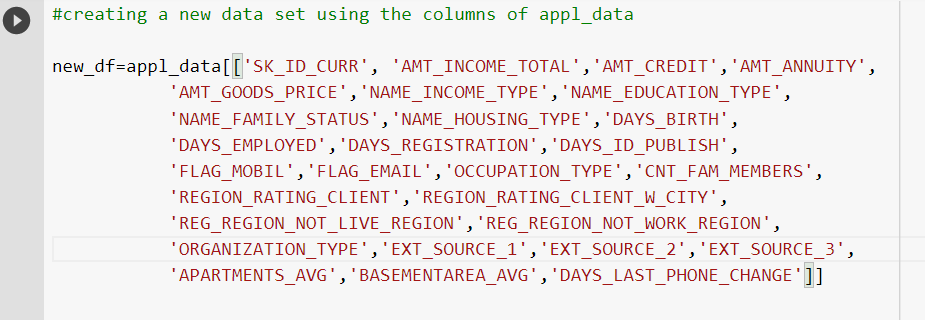 #creating a new data set using the columns of appl_data
new_df=appl_data[['SK_ID_CURR', 'AMT_INCOME_TOTAL','AMT_CREDIT','AMT_ANNUITY',
'AMT_GOODS_PRICE','NAME_INCOME_TYPE','NAME_EDUCATION_TYPE',
'NAME_FAMILY_STATUS','NAME_HOUSING_TYPE','DAYS_BIRTH',
'DAYS_EMPLOYED','DAYS_REGISTRATION','DAYS_ID_PUBLISH',
'FLAG_MOBIL','FLAG_EMAIL','OCCUPATION_TYPE','CNT_FAM_MEMBERS',
'REGION_RATING_CLIENT','REGION_RATING_CLIENT_W_CITY',
'REG_REGION_NOT_LIVE_REGION','REG_REGION_NOT_WORK_REGION',
'ORGANIZATION_TYPE','EXT_SOURCE_1','EXT_SOURCE_2','EXT_SOURCE_3',
'APARTMENTS_AVG','BASEMENTAREA_AVG','DAYS_LAST_PHONE_CHANGE']]